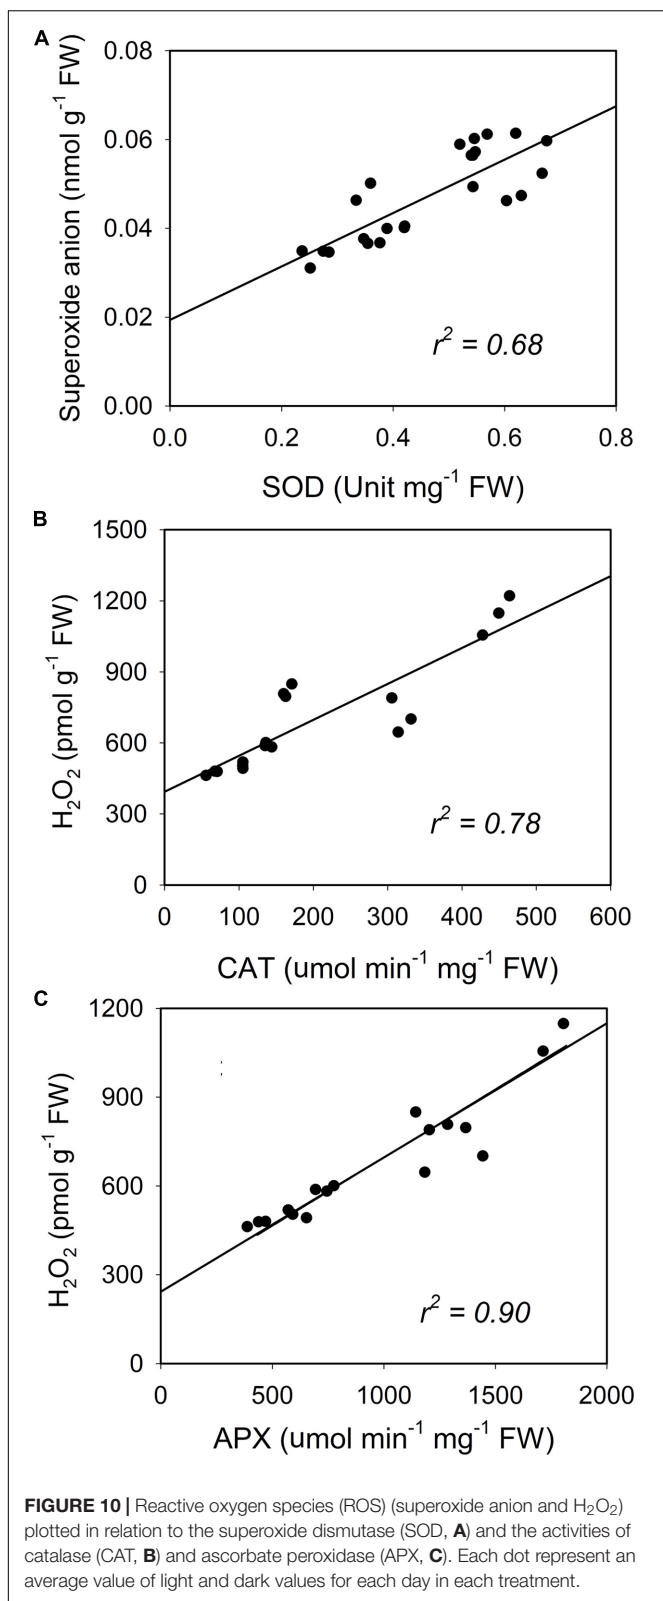 A
0.08
0.06
0.04
0.02
0.00
Superoxide anion (nmol g⁻¹ FW)
r² = 0.68
0.0 0.2 0.4 0.6 0.8
SOD (Unit mg⁻¹ FW)
B
1500
1200
900
600
300
0
H₂O₂ (pmol g⁻¹ FW)
r² = 0.78
0 100 200 300 400 500 600
CAT (umol min⁻¹ mg⁻¹ FW)
C
1200
900
600
300
0
H₂O₂ (pmol g⁻¹ FW)
r² = 0.90
0 500 1000 1500 2000
APX (umol min⁻¹ mg⁻¹ FW)
FIGURE 10 | Reactive oxygen species (ROS) (superoxide anion and H₂O₂)
plotted in relation to the superoxide dismutase (SOD, A) and the activities of
catalase (CAT, B) and ascorbate peroxidase (APX, C). Each dot represent an
average value of light and dark values for each day in each treatment.